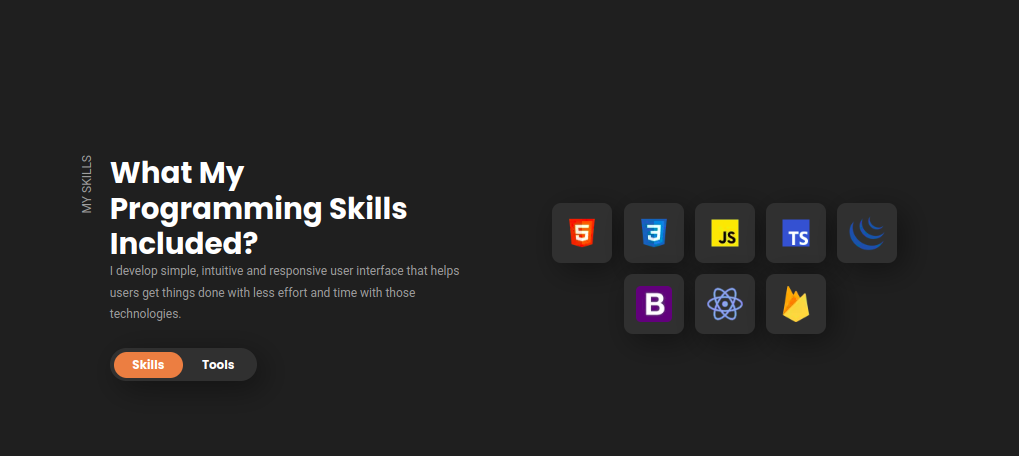 MY SKILLS
What My
Programming Skills
Included?
I develop simple, intuitive and responsive user interface that helps
users get things done with less effort and time with those
technologies.
Skills Tools
5 3 JS TS
B